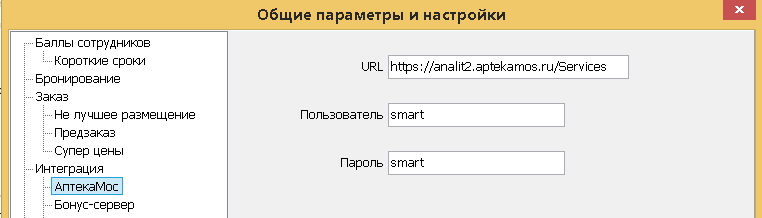 Общие параметры и настройки
Баллы сотрудников
Короткие сроки
Бронирование
Заказ
Не лучшее размещение
Предзаказ
Супер цены
Интеграция
АптекаМос
Бонус-сервер
URL https://analit2.aptekamos.ru/Services
Пользователь smart
Пароль smart